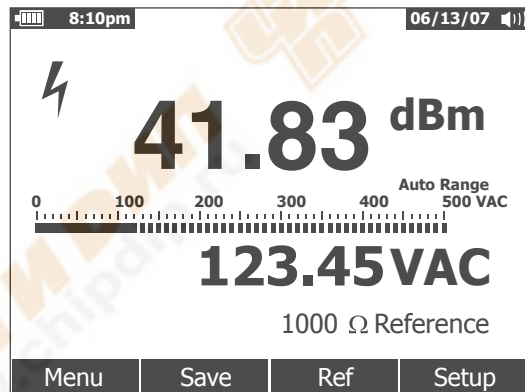 8:10pm 06/13/07
41.83 dBm
Auto Range
0 100 200 300 400 500 VAC
123.45 VAC
1000 Ω Reference
Menu Save Ref Setup